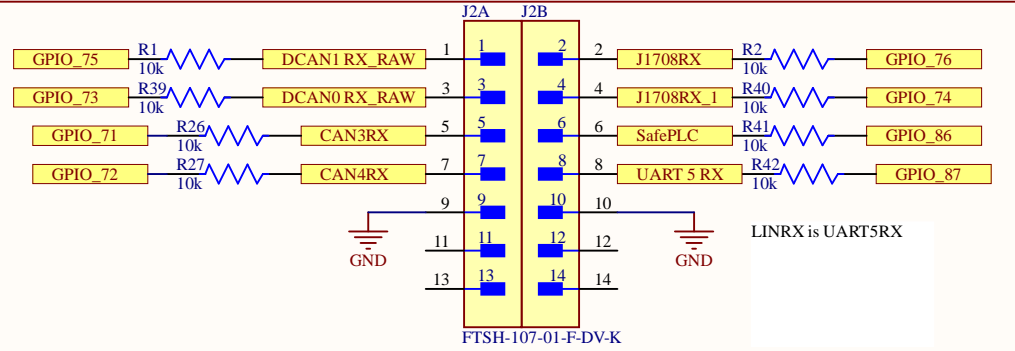 J2A J2B
GPIO_75 R1 10k DCAN1 RX_RAW 1 1 2 2 J1708RX R2 10k GPIO_76
GPIO_73 R39 10k DCAN0 RX_RAW 3 3 4 4 J1708RX_1 R40 10k GPIO_74
GPIO_71 R26 10k CAN3RX 5 5 6 6 SafePLC R41 10k GPIO_86
GPIO_72 R27 10k CAN4RX 7 7 8 8 UART 5 RX R42 10k GPIO_87
9 9 10 10
LINRX is UART5RX
11 11 12 12
GND GND
13 13 14 14
FTSH-107-01-F-DV-K